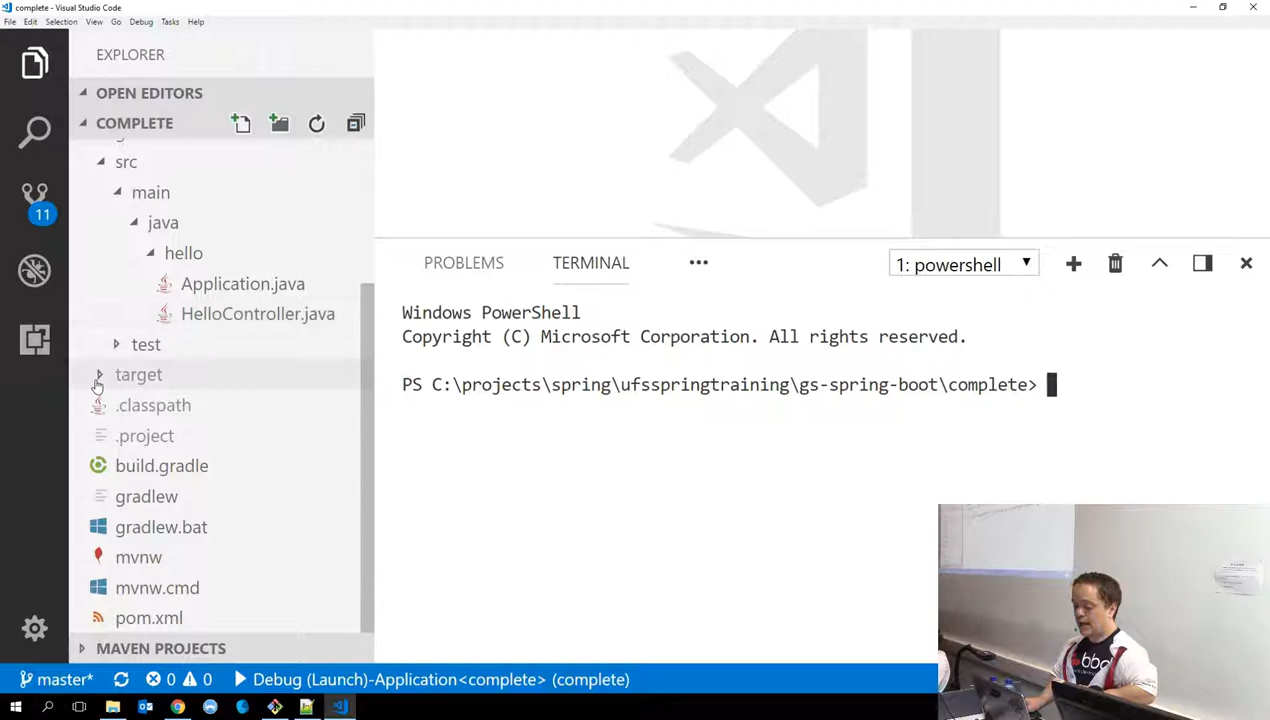 complete - Visual Studio Code
File Edit Selection View Go Debug Tasks Help
EXPLORER
OPEN EDITORS
COMPLETE
src
main
java
hello
Application.java
HelloController.java
test
target
.classpath
.project
build.gradle
gradlew
gradlew.bat
mvnw
mvnw.cmd
pom.xml
MAVEN PROJECTS
11
PROBLEMS TERMINAL ••• 1: powershell
Windows PowerShell
Copyright (C) Microsoft Corporation. All rights reserved.
PS C:\projects\spring\ufsspringtraining\gs-spring-boot\complete>
bbd
master* 0 0 Debug (Launch)-Application<complete> (complete)